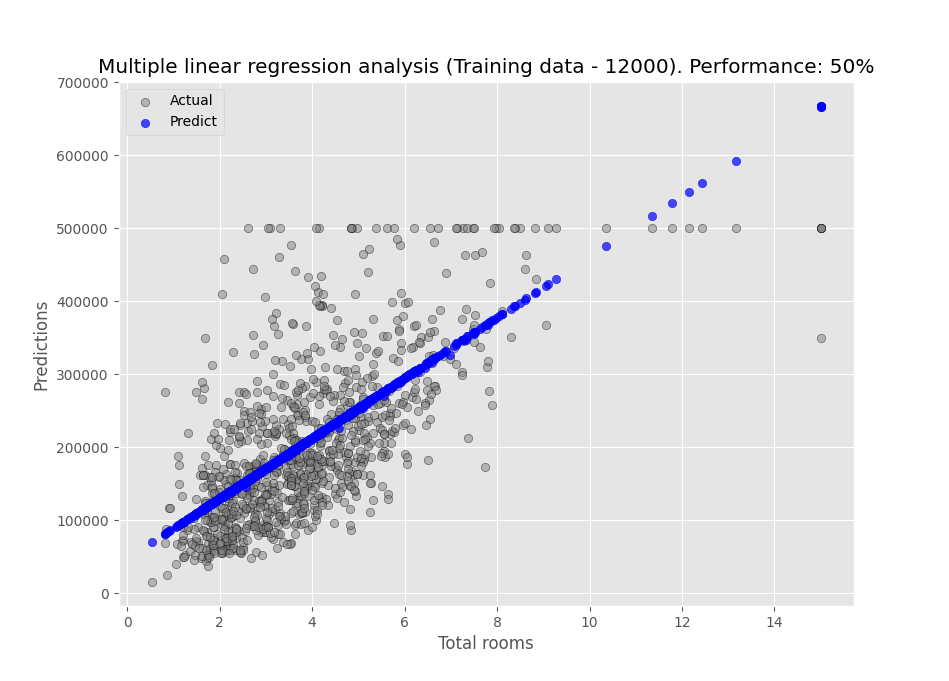 Multiple linear regression analysis (Training data - 12000). Performance: 50%
Actual
Predict
Predictions
700000
600000
500000
400000
300000
200000
100000
0
0 2 4 6 8 10 12 14
Total rooms